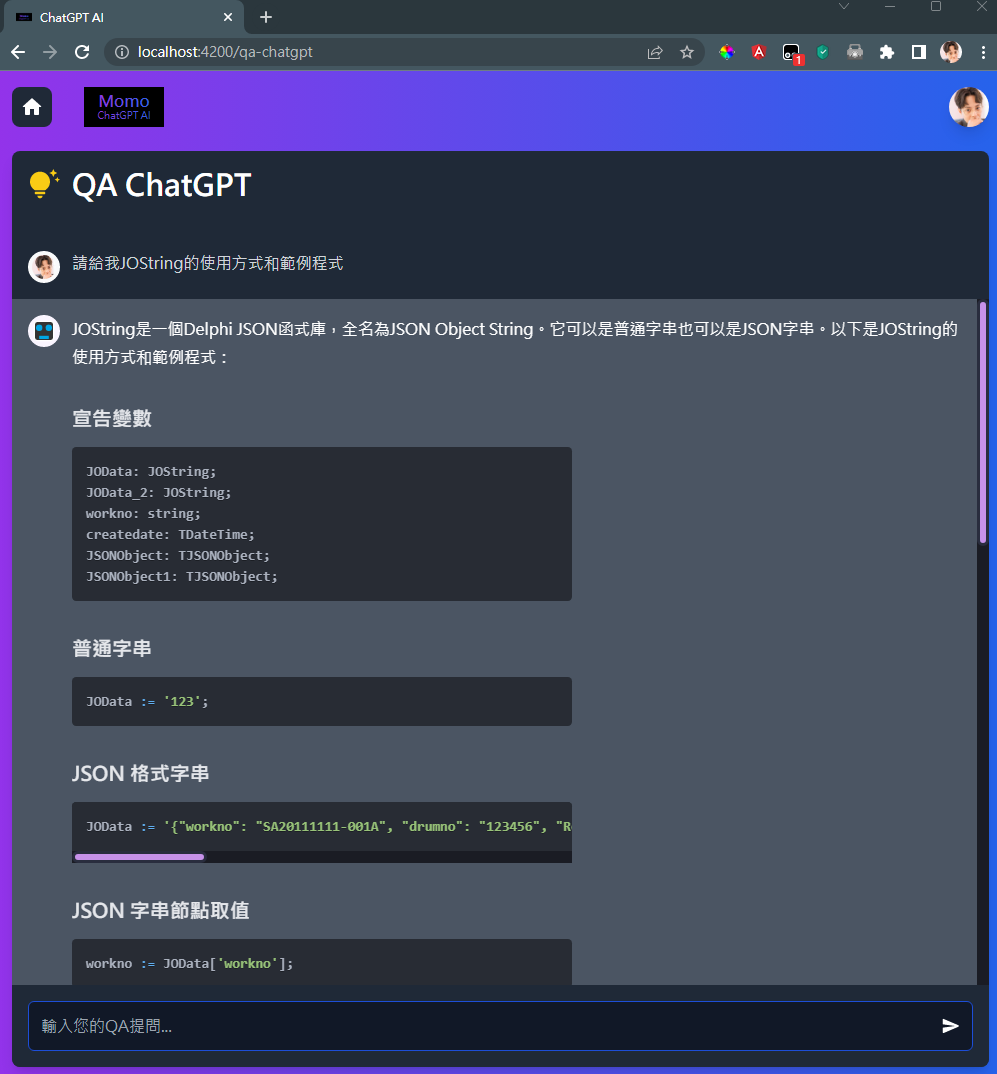 ChatGPT AI
localhost:4200/qa-chatgpt
1
Momo
ChatGPT AI
QA ChatGPT
請給我JOString的使用方式和範例程式
JOString是一個Delphi JSON函式庫，全名為JSON Object String。它可以是普通字串也可以是JSON字串。以下是JOString的
使用方式和範例程式：
宣告變數
JOData: JOString;
JOData_2: JOString;
workno: string;
createdate: TDateTime;
JSONObject: TJSONObject;
JSONObject1: TJSONObject;
普通字串
JOData := '123';
JSON 格式字串
JOData := '{"workno": "SA20111111-001A", "drumno": "123456", "R
JSON 字串節點取值
workno := JOData['workno'];
輸入您的QA提問...